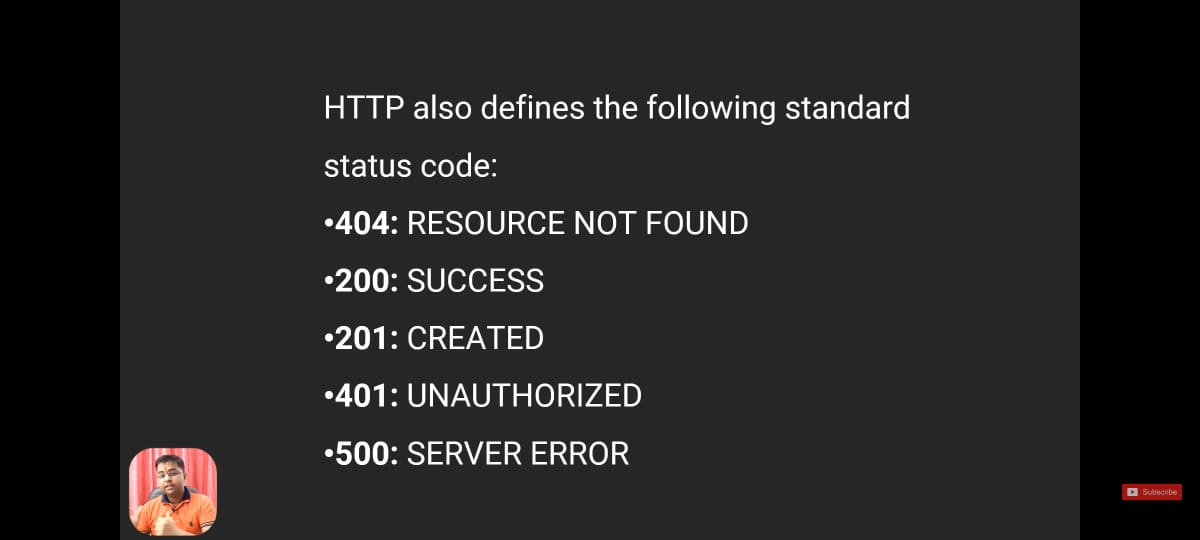 HTTP also defines the following standard
status code:
•404: RESOURCE NOT FOUND
•200: SUCCESS
•201: CREATED
•401: UNAUTHORIZED
•500: SERVER ERROR
Subscribe